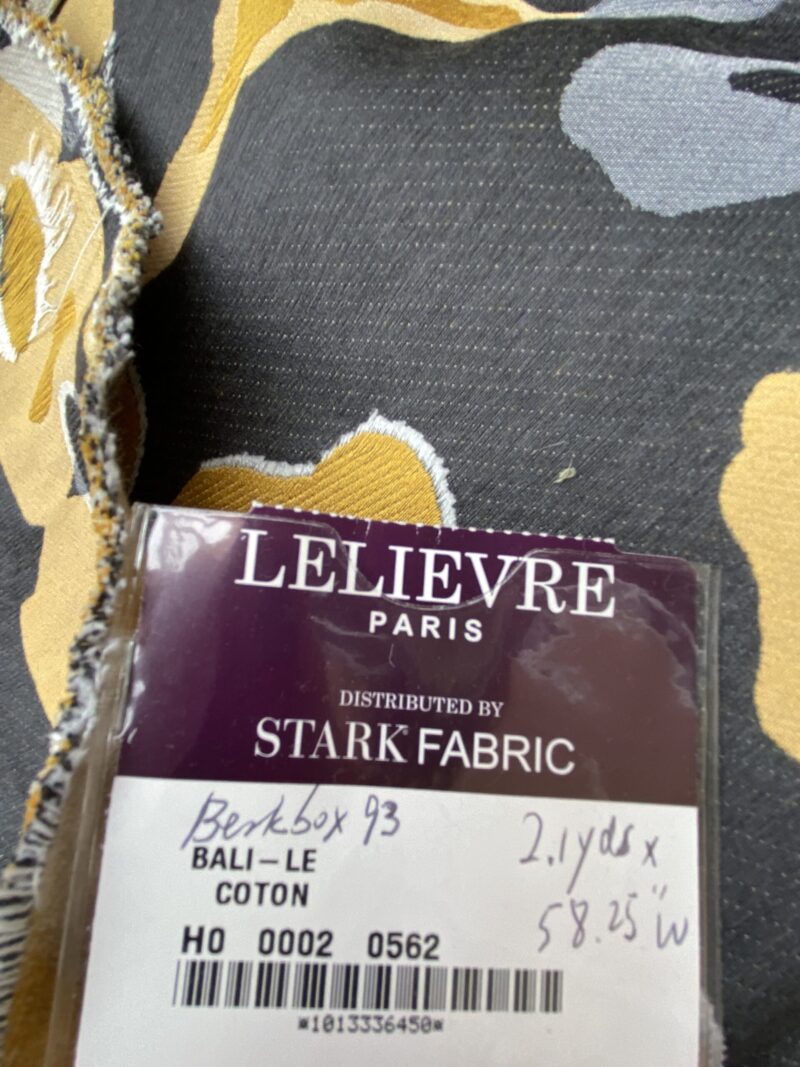 LELIEVRE
PARIS
DISTRIBUTED BY
STARK® FABRIC
Berkbox 93
2.1yds x
58.25" W
BALI-LE
COTON
H0 0002 0562
*1013336450*